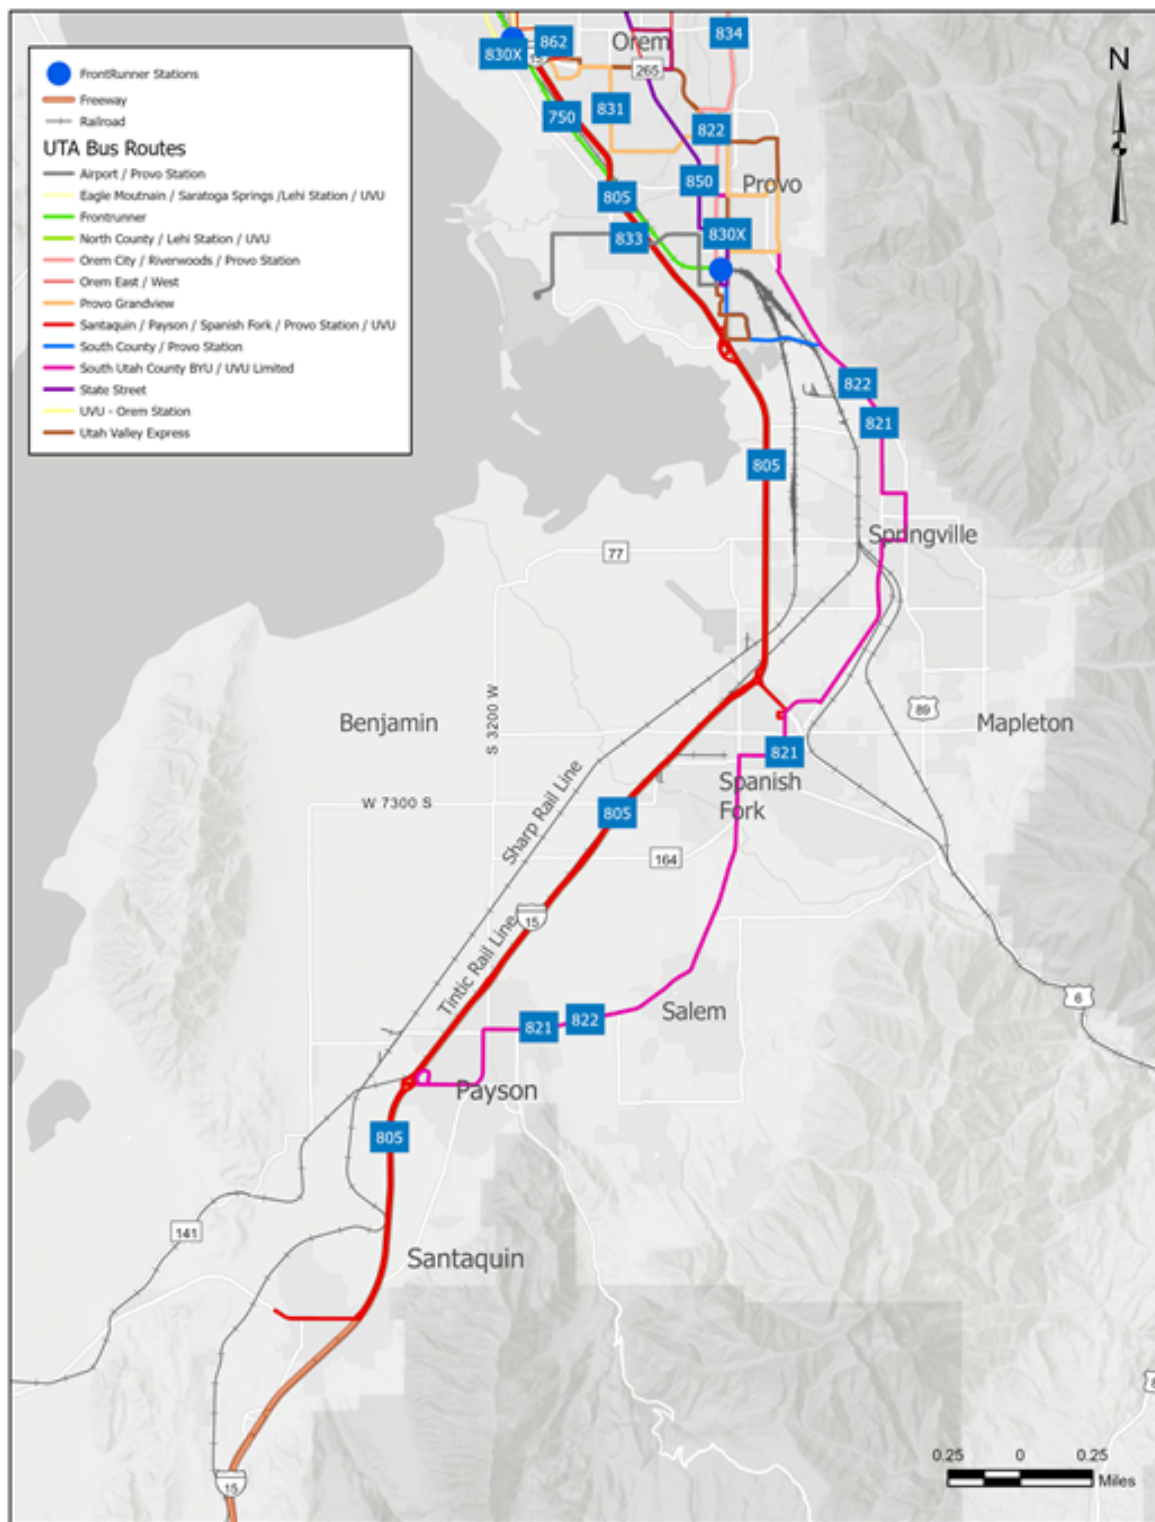 FrontRunner Stations
Freeway
Railroad
UTA Bus Routes
Airport / Provo Station
Eagle Moutnain / Saratoga Springs /Lehi Station / UVU
Frontrunner
North County / Lehi Station / UVU
Orem City / Riverwoods / Provo Station
Orem East / West
Provo Grandview
Santaquin / Payson / Spanish Fork / Provo Station / UVU
South County / Provo Station
South Utah County BYU / UVU Limited
State Street
UVU - Orem Station
Utah Valley Express
N
834
862
Orem
830X
265
831
750
822
850
Provo
805
830X
833
822
821
805
Springville
77
S 3200 W
89
Benjamin
Mapleton
821
Sharp Rail Line
Spanish
Fork
W 7300 S
805
164
15
Tintic Rail Line
6
Salem
822
821
Payson
805
141
Santaquin
15
0.25 0 0.25
Miles